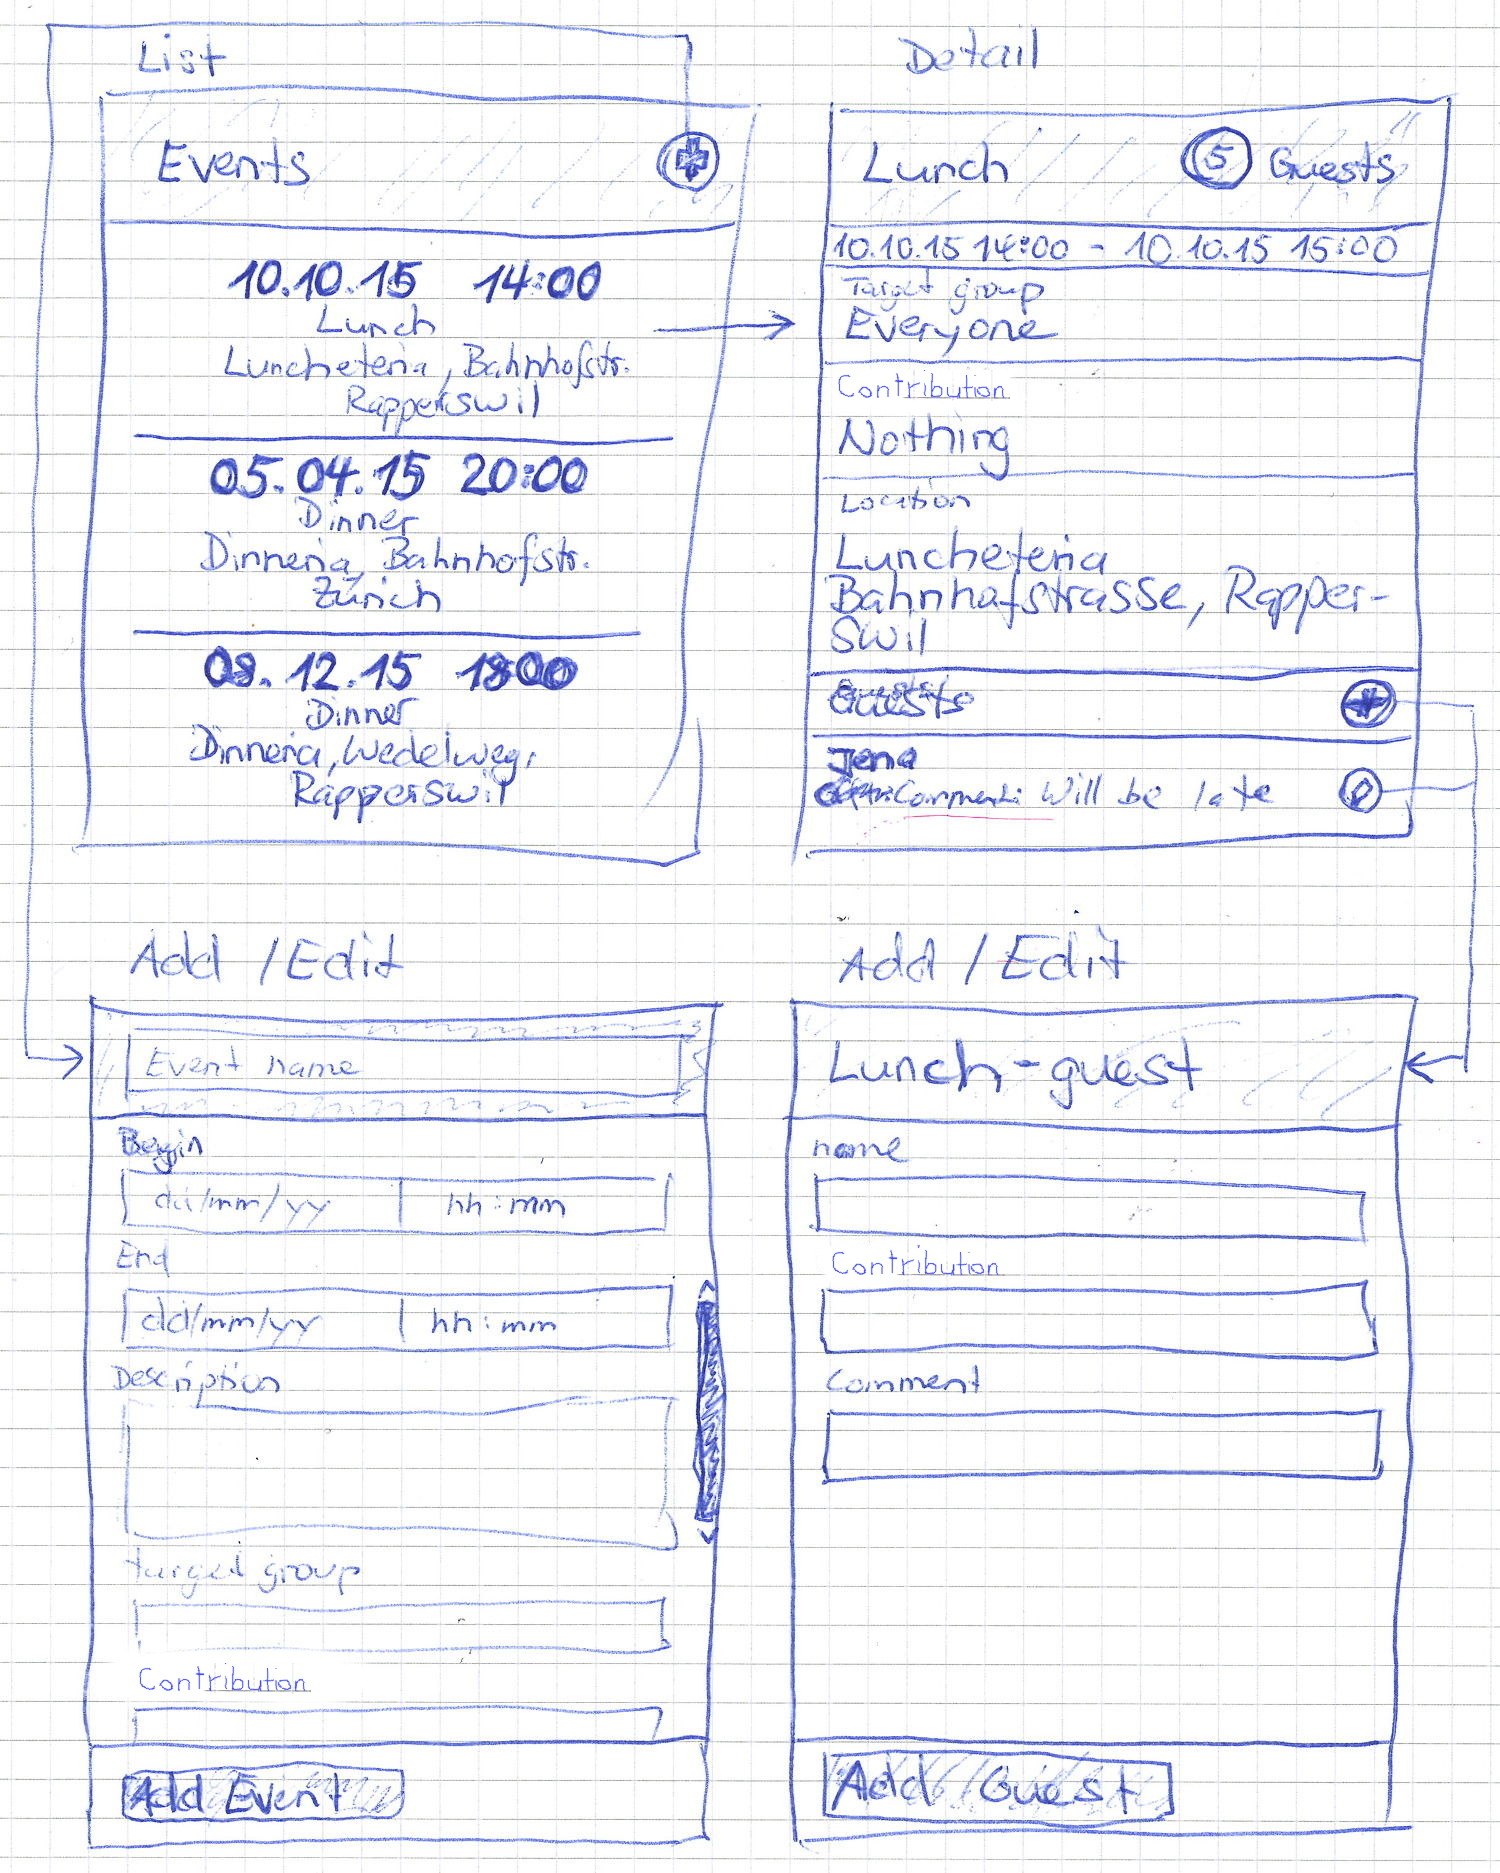 List
Events
10.10.15 14:00
Lunch
Luncheteria, Bahnhofstr.
Rapperswil
05.04.15 20:00
Dinner
Dinneria, Bahnhofstr.
Zürich
08.12.15 18:00
Dinner
Dinneria, Wedelweg,
Rapperswil
Detail
Lunch 5 Guests
10.10.15 14:00 - 10.10.15 15:00
Target group
Everyone
Contribution
Nothing
Location
Luncheteria
Bahnhofstrasse, Rapper-
swil
Guests
Jena
Comment: Will be late
Add / Edit
Event name
Begin
dd/mm/yy hh:mm
End
dd/mm/yy hh:mm
Description
target group
Contribution
Add Event
Add / Edit
Lunch-guest
name
Contribution
Comment
Add Guest